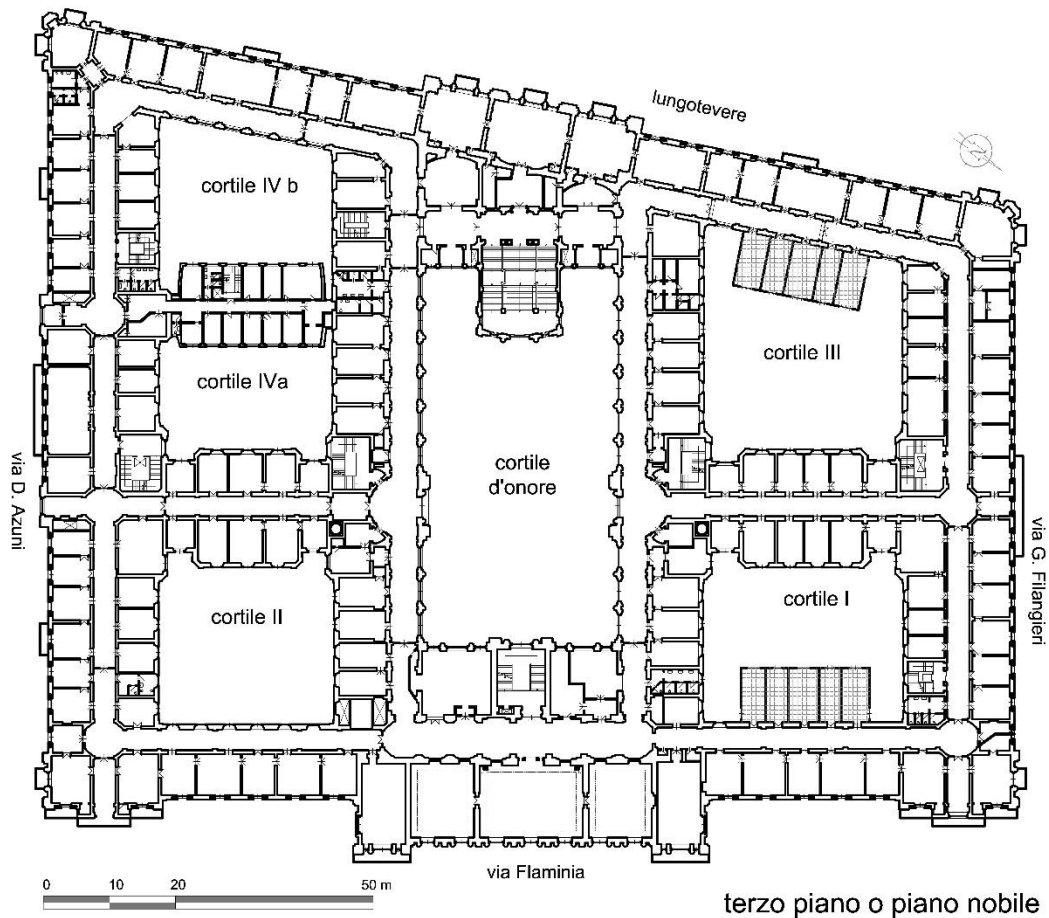 lungotevere
N
cortile IV b
cortile III
cortile IVa
cortile
d'onore
via D. Azuni
via G. Filangieri
cortile I
cortile II
via Flaminia
0 10 20 50 m
terzo piano o piano nobile